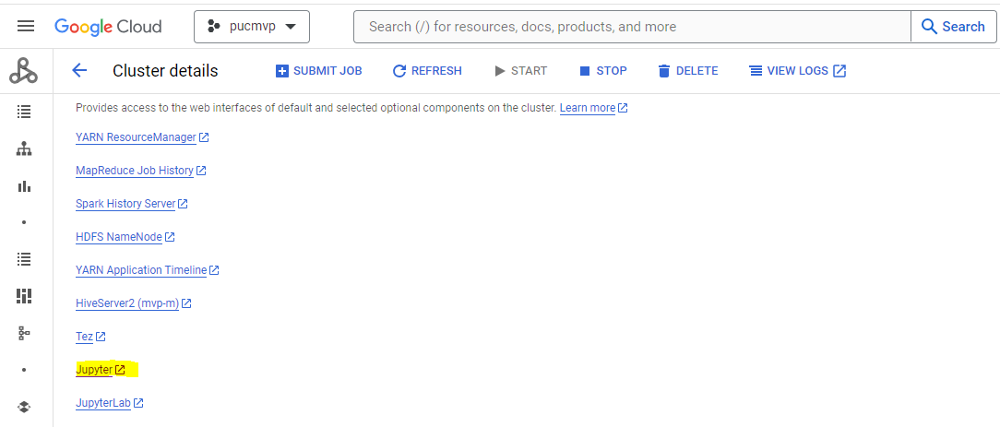 Google Cloud pucmvp Search (/) for resources, docs, products, and more Search
Cluster details SUBMIT JOB REFRESH START STOP DELETE VIEW LOGS
Provides access to the web interfaces of default and selected optional components on the cluster. Learn more
YARN ResourceManager
MapReduce Job History
Spark History Server
HDFS NameNode
YARN Application Timeline
HiveServer2 (mvp-m)
Tez
Jupyter
JupyterLab